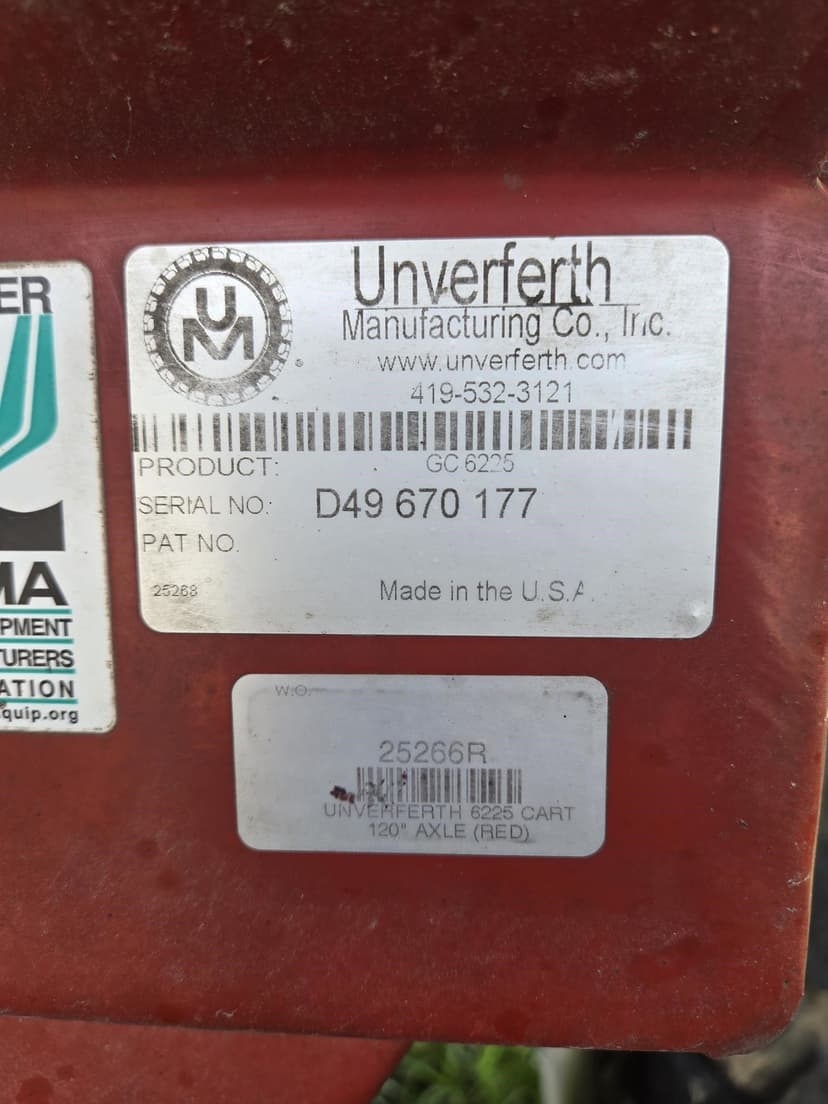 ER
MA
PMENT
TURERS
ATION
quip.org
UM
Unverferth
Manufacturing Co., Inc.
www.unverferth.com
419-532-3121
PRODUCT: GC 6225
SERIAL NO.: D49 670 177
PAT NO.
25268 Made in the U.S.A.
W.O.
25266R
UNVERFERTH 6225 CART
120" AXLE (RED)